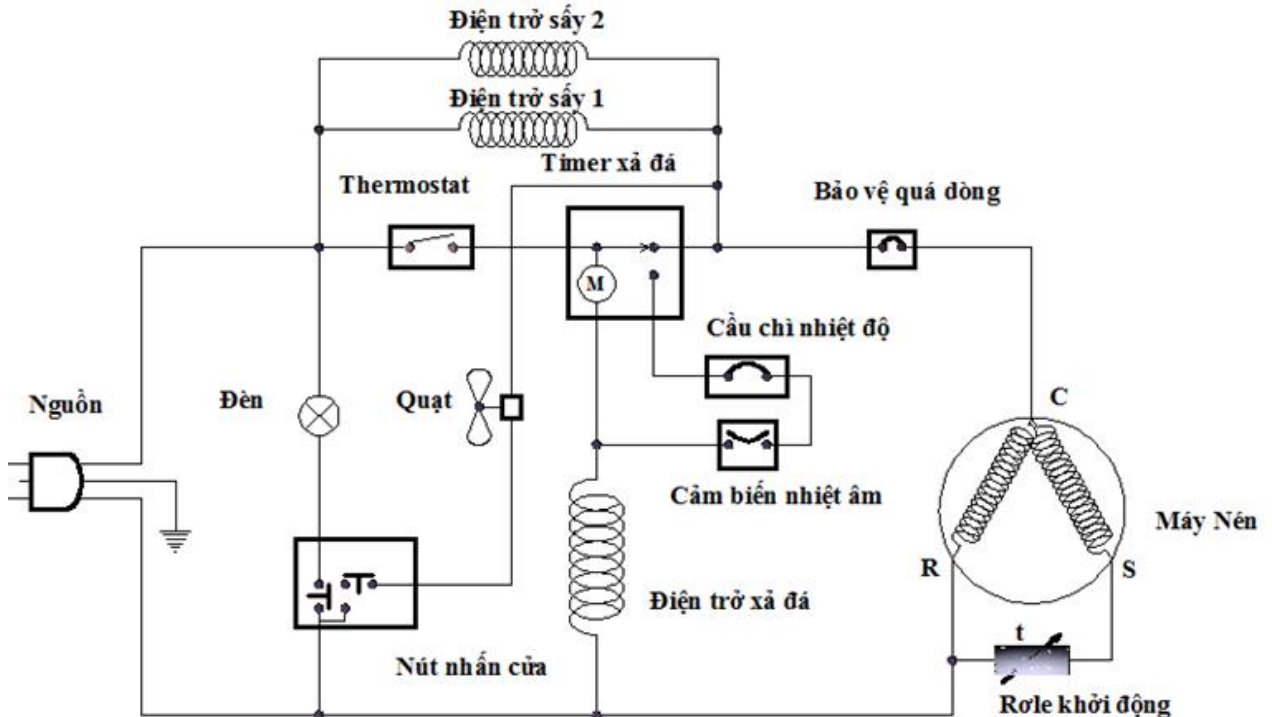 Điện trở sấy 2
Điện trở sấy 1
Timer xả đá
Thermostat
Bảo vệ quá dòng
M
Cầu chì nhiệt độ
Nguồn
Đèn
Quạt
C
Cảm biến nhiệt âm
Máy Nén
R
S
Điện trở xả đá
t
Nút nhấn cửa
Rơle khởi động